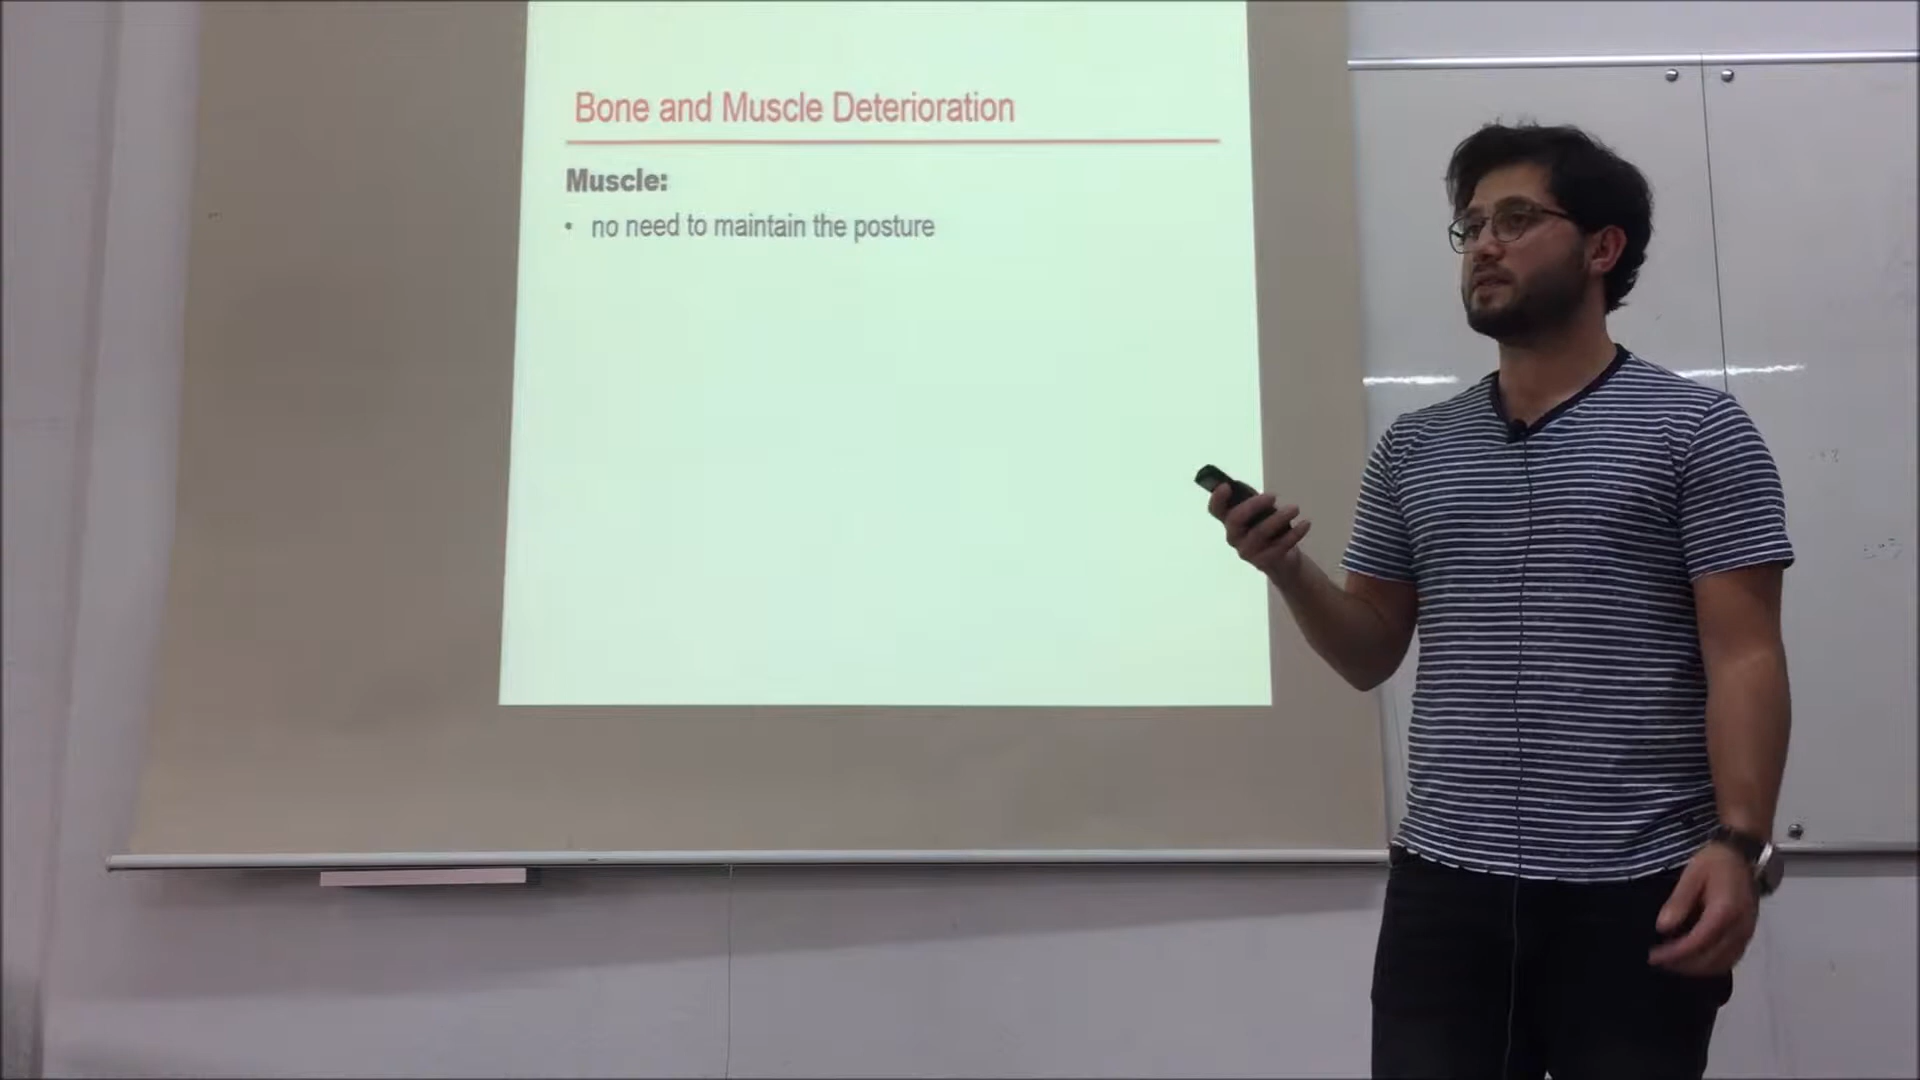 Bone and Muscle Deterioration
Muscle:
• no need to maintain the posture